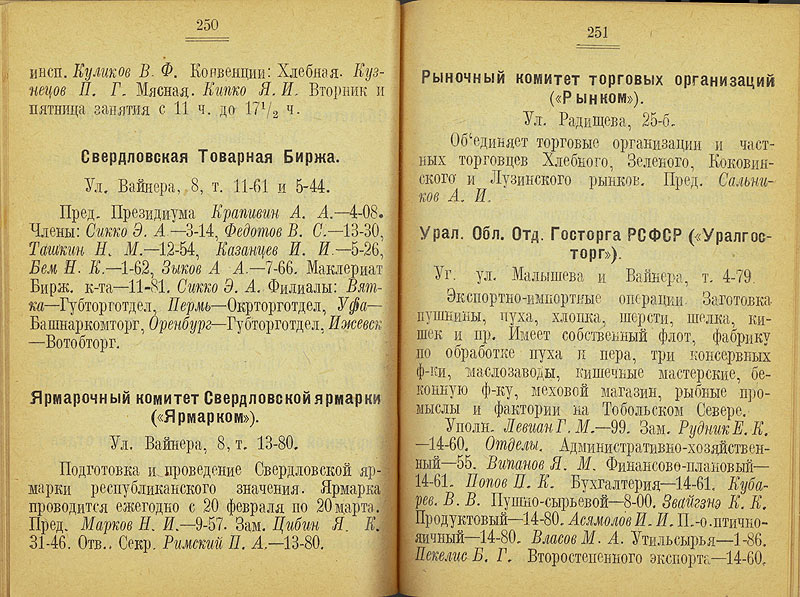 250
инсп. Куликов В. Ф. Конвенции: Хлебная. Куз-
нецов П. Г. Мясная. Кипко Я. И. Вторник и
пятница занятия с 11 ч. до 17 1/2 ч.
Свердловская Товарная Биржа.
Ул. Вайнера, 8, т. 11-61 и 5-44.
Пред. Президиума Крапивин А. А.—4-08.
Члены: Сикко Э. А —3-14, Федотов В. С.—13-30,
Ташкин Н. М.—12-54, Казанцев И. И.—5-26,
Бем Н. К.—1-62, Зыков А А.—7-66. Маклериат
Бирж. к-та—11-81. Сикко Э. А. Филиалы: Вят-
ка—Губторготдел, Пермь—Окрторготдел, Уфа—
Башнаркомторг, Оренбург—Губторготдел, Ижевск
—Вотобторг.
Ярмарочный комитет Свердловской ярмарки
(«Ярмарком»).
Ул. Вайнера, 8, т. 13-80.
Подготовка и проведение Свердловской яр-
марки республиканского значения. Ярмарка
проводится ежегодно с 20 февраля по 20 марта.
Пред. Марков Н. И.—9-57. Зам. Цибин Я. К.
31-46. Отв.. Секр. Римский П. А.—13-80.
251
Рыночный комитет торговых организаций
(«Рынком»).
Ул. Радищева, 25-б.
Об‘единяет торговые организации и част-
ных торговцев Хлебного, Зеленого, Коковин-
ского и Лузинского рынков. Пред. Сальни-
ков А. И.
Урал. Обл. Отд. Госторга РСФСР («Уралгос-
торг»).
Уг. ул. Малышева и Вайнера, т. 4-79.
Экспортно-импортные операции. Заготовка
пушнины, пуха, хлопка, шерсти, шелка, ки-
шек и пр. Имеет собственный флот, фабрику
по обработке пуха и пера, три консервных
ф-ки, маслозаводы, кишечные мастерские, бе-
конную ф-ку, меховой магазин, рыбные про-
мыслы и фактории на Тобольском Севере.
Уполн. Левиан Г. М.—99. Зам. Рудник Е. К.
—14-60. Отделы. Административно-хозяйствен-
ный—55. Випанов Я. М. Финансово-плановый—
14-61. Попов П. К. Бухгалтерия—14-61. Куба-
рев. В. В. Пушно-сырьевой—8-00. Звайгзнэ К. К.
Продуктовый—14-80. Асямолов И. И. П.-о.птично-
яичный—14-80. Власов М. А. Утильсырья—1-86.
Пекелис Б. Г. Второстепенного экспорта—14-60.